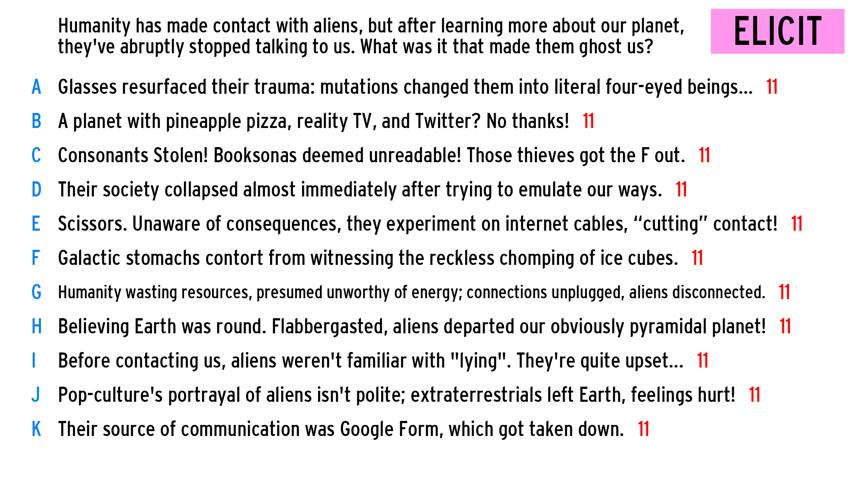 Humanity has made contact with aliens, but after learning more about our planet,
they've abruptly stopped talking to us. What was it that made them ghost us?
ELICIT
A Glasses resurfaced their trauma: mutations changed them into literal four-eyed beings... 11
B A planet with pineapple pizza, reality TV, and Twitter? No thanks! 11
C Consonants Stolen! Booksonas deemed unreadable! Those thieves got the F out. 11
D Their society collapsed almost immediately after trying to emulate our ways. 11
E Scissors. Unaware of consequences, they experiment on internet cables, “cutting” contact! 11
F Galactic stomachs contort from witnessing the reckless chomping of ice cubes. 11
G Humanity wasting resources, presumed unworthy of energy; connections unplugged, aliens disconnected. 11
H Believing Earth was round. Flabbergasted, aliens departed our obviously pyramidal planet! 11
I Before contacting us, aliens weren't familiar with "lying". They're quite upset... 11
J Pop-culture's portrayal of aliens isn't polite; extraterrestrials left Earth, feelings hurt! 11
K Their source of communication was Google Form, which got taken down. 11